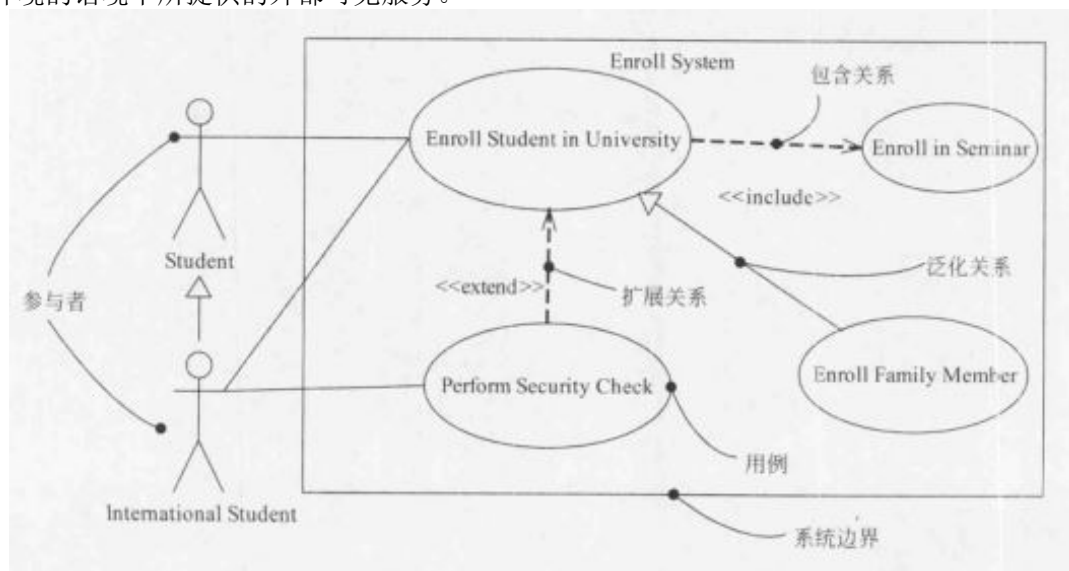 Enroll System
包含关系
Enroll Student in University
Enroll in Seminar
<<include>>
Student
<<extend>>
扩展关系
泛化关系
参与者
Perform Security Check
Enroll Family Member
用例
International Student
系统边界